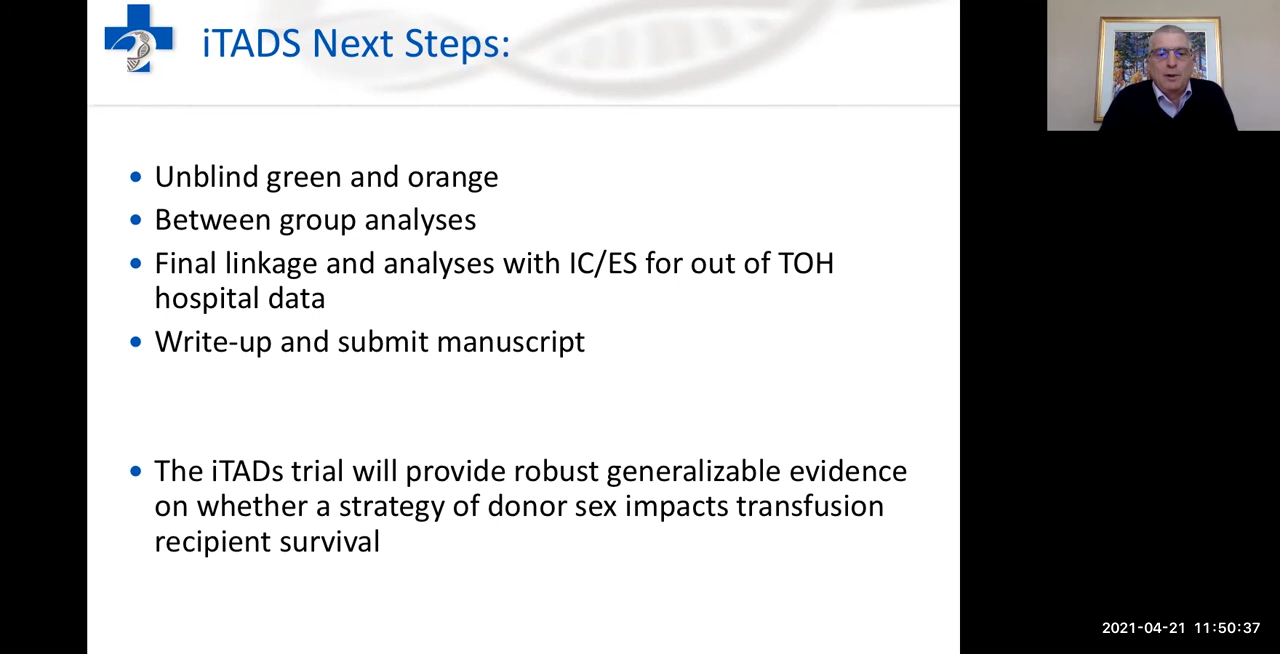 iTADS Next Steps:
• Unblind green and orange
• Between group analyses
• Final linkage and analyses with IC/ES for out of TOH
hospital data
• Write-up and submit manuscript
• The iTADs trial will provide robust generalizable evidence
on whether a strategy of donor sex impacts transfusion
recipient survival
2021-04-21 11:50:37